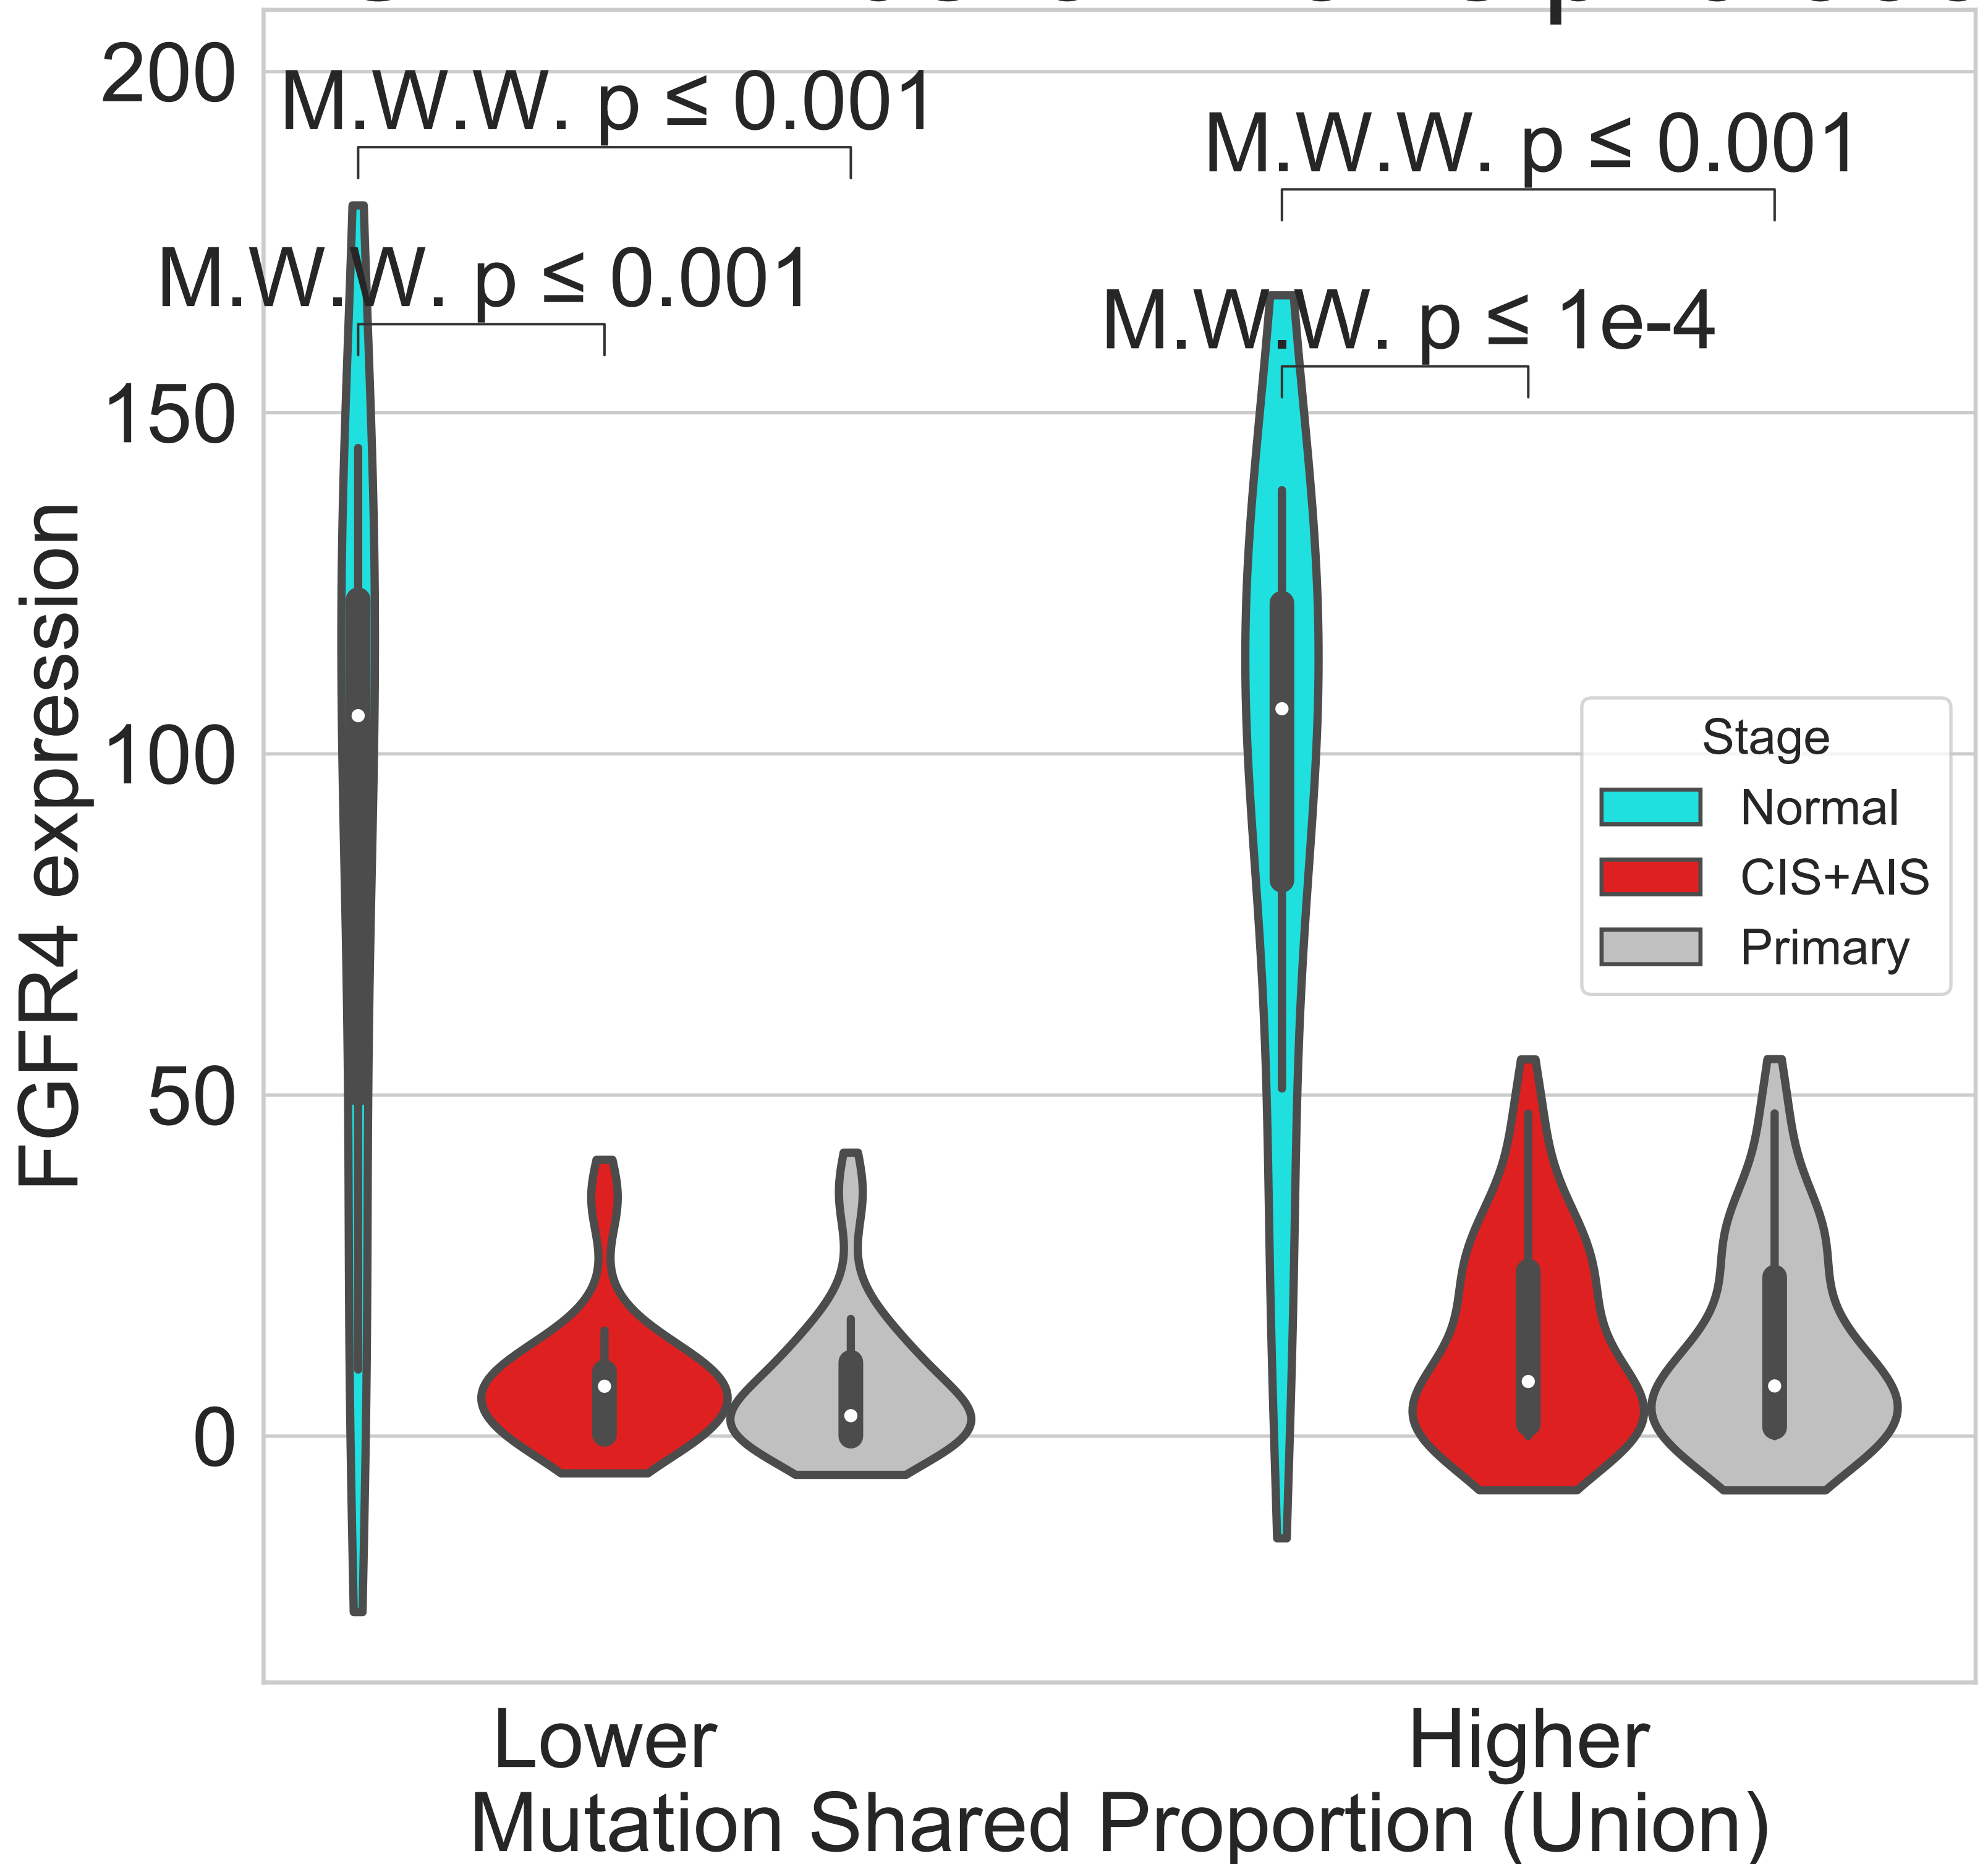 200
M.W.W. p ≤ 0.001
M.W.W. p ≤ 0.001
M.W.W. p ≤ 0.001
M.W.W. p ≤ 1e-4
150
100
50
0
FGFR4 expression
Stage
Normal
CIS+AIS
Primary
Lower
Higher
Mutation Shared Proportion (Union)